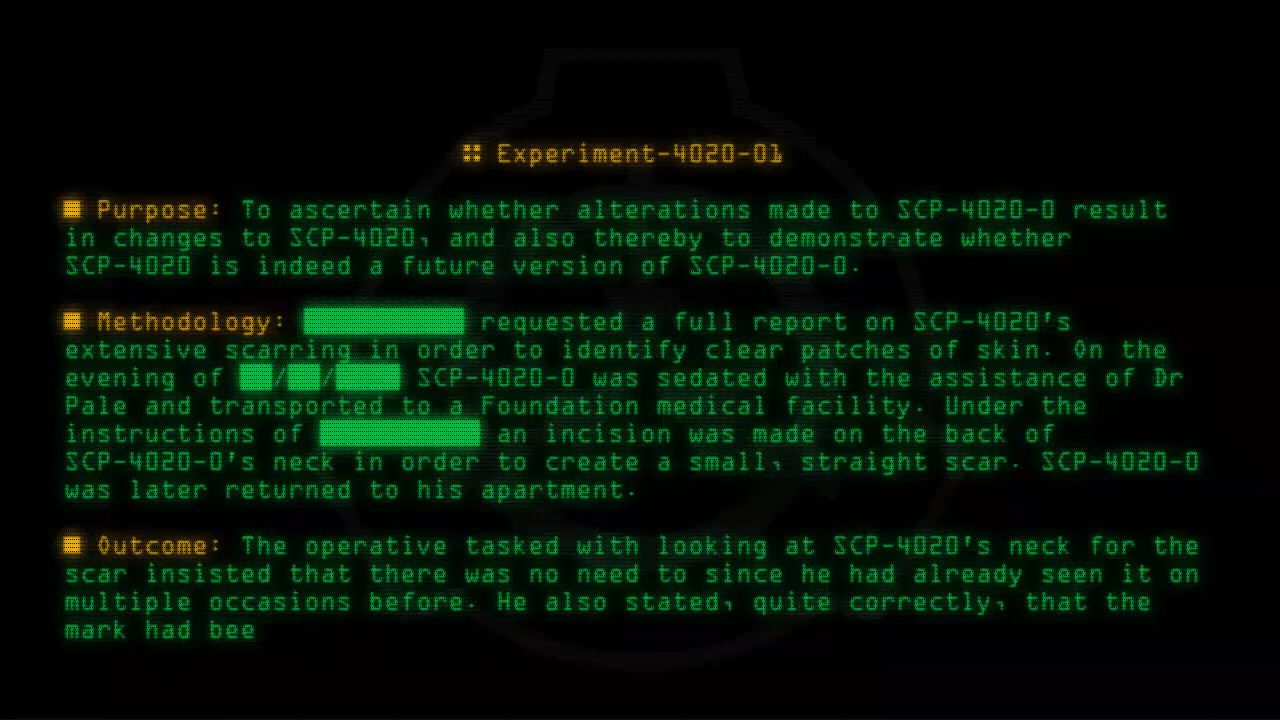 :: Experiment-4020-01
■ Purpose: To ascertain whether alterations made to SCP-4020-0 result
in changes to SCP-4020, and also thereby to demonstrate whether
SCP-4020 is indeed a future version of SCP-4020-0.
■ Methodology: ██████████ requested a full report on SCP-4020's
extensive scarring in order to identify clear patches of skin. On the
evening of ██/██/████ SCP-4020-0 was sedated with the assistance of Dr
Pale and transported to a Foundation medical facility. Under the
instructions of ██████████ an incision was made on the back of
SCP-4020-0's neck in order to create a small, straight scar. SCP-4020-0
was later returned to his apartment.
■ Outcome: The operative tasked with looking at SCP-4020's neck for the
scar insisted that there was no need to since he had already seen it on
multiple occasions before. He also stated, quite correctly, that the
mark had bee